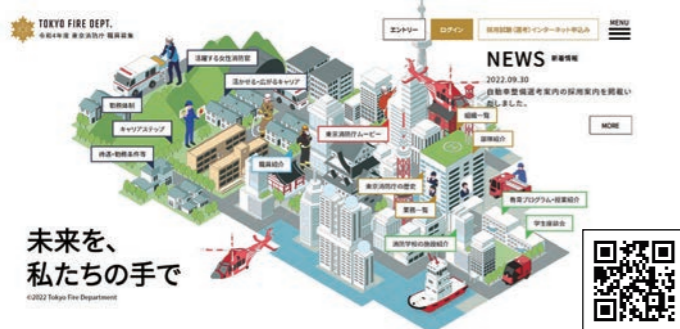 TOKYO FIRE DEPT.
令和4年度 東京消防庁 職員募集
エントリー
ログイン
採用試験(選考)インターネット申込み
MENU
NEWS 新着情報
2022.09.30
自動車整備選考案内の採用案内を掲載い
たしました。
MORE
活躍する女性消防官
活かせる・広がるキャリア
勤務体制
キャリアステップ
待遇・勤務条件等
職員紹介
東京消防庁ムービー
組織一覧
部隊紹介
東京消防庁の歴史
業務一覧
教育プログラム・授業紹介
学生座談会
消防学校の施設紹介
未来を、
私たちの手で
©2022 Tokyo Fire Department